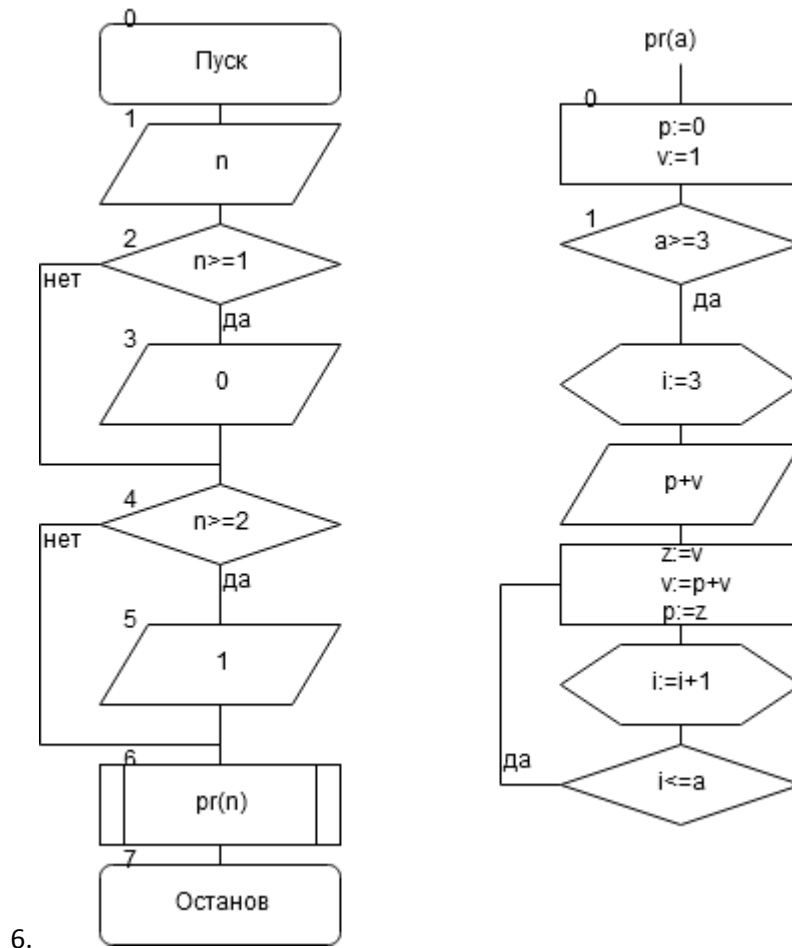 0
Пуск
1
n
2
n>=1
нет
да
3
0
4
n>=2
нет
да
5
1
6
pr(n)
7
Останов
pr(a)
0
p:=0
v:=1
1
a>=3
да
i:=3
p+v
z:=v
v:=p+v
p:=z
i:=i+1
да
i<=a
6.